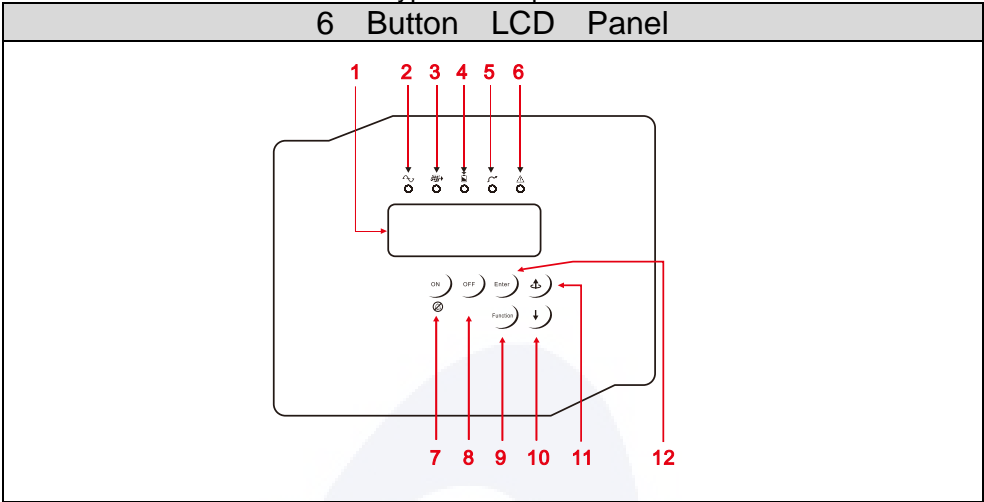 6 Button LCD Panel
1 2 3 4 5 6
ON OFF Enter
Function
7 8 9 10 11 12